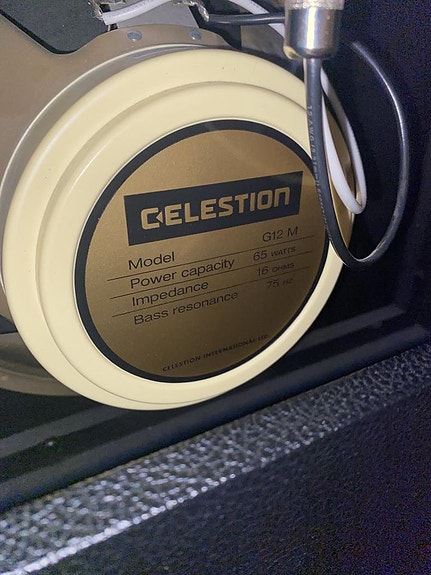 CELESTION
Model G12 M
Power capacity 65 WATTS
Impedance 16 OHMS
Bass resonance 75 HZ
CELESTION INTERNATIONAL LTD.